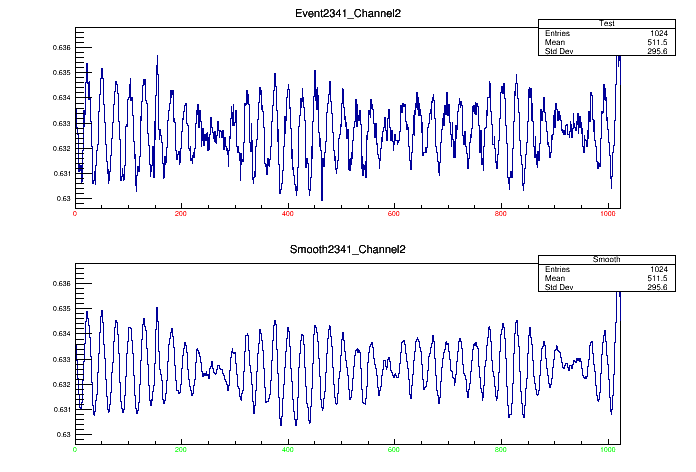 Event2341_Channel2
Test
Entries 1024
Mean 511.5
Std Dev 295.6
0.636
0.635
0.634
0.633
0.632
0.631
0.63
0 200 400 600 800 1000
Smooth2341_Channel2
Smooth
Entries 1024
Mean 511.5
Std Dev 295.6
0.636
0.635
0.634
0.633
0.632
0.631
0.63
0 200 400 600 800 1000